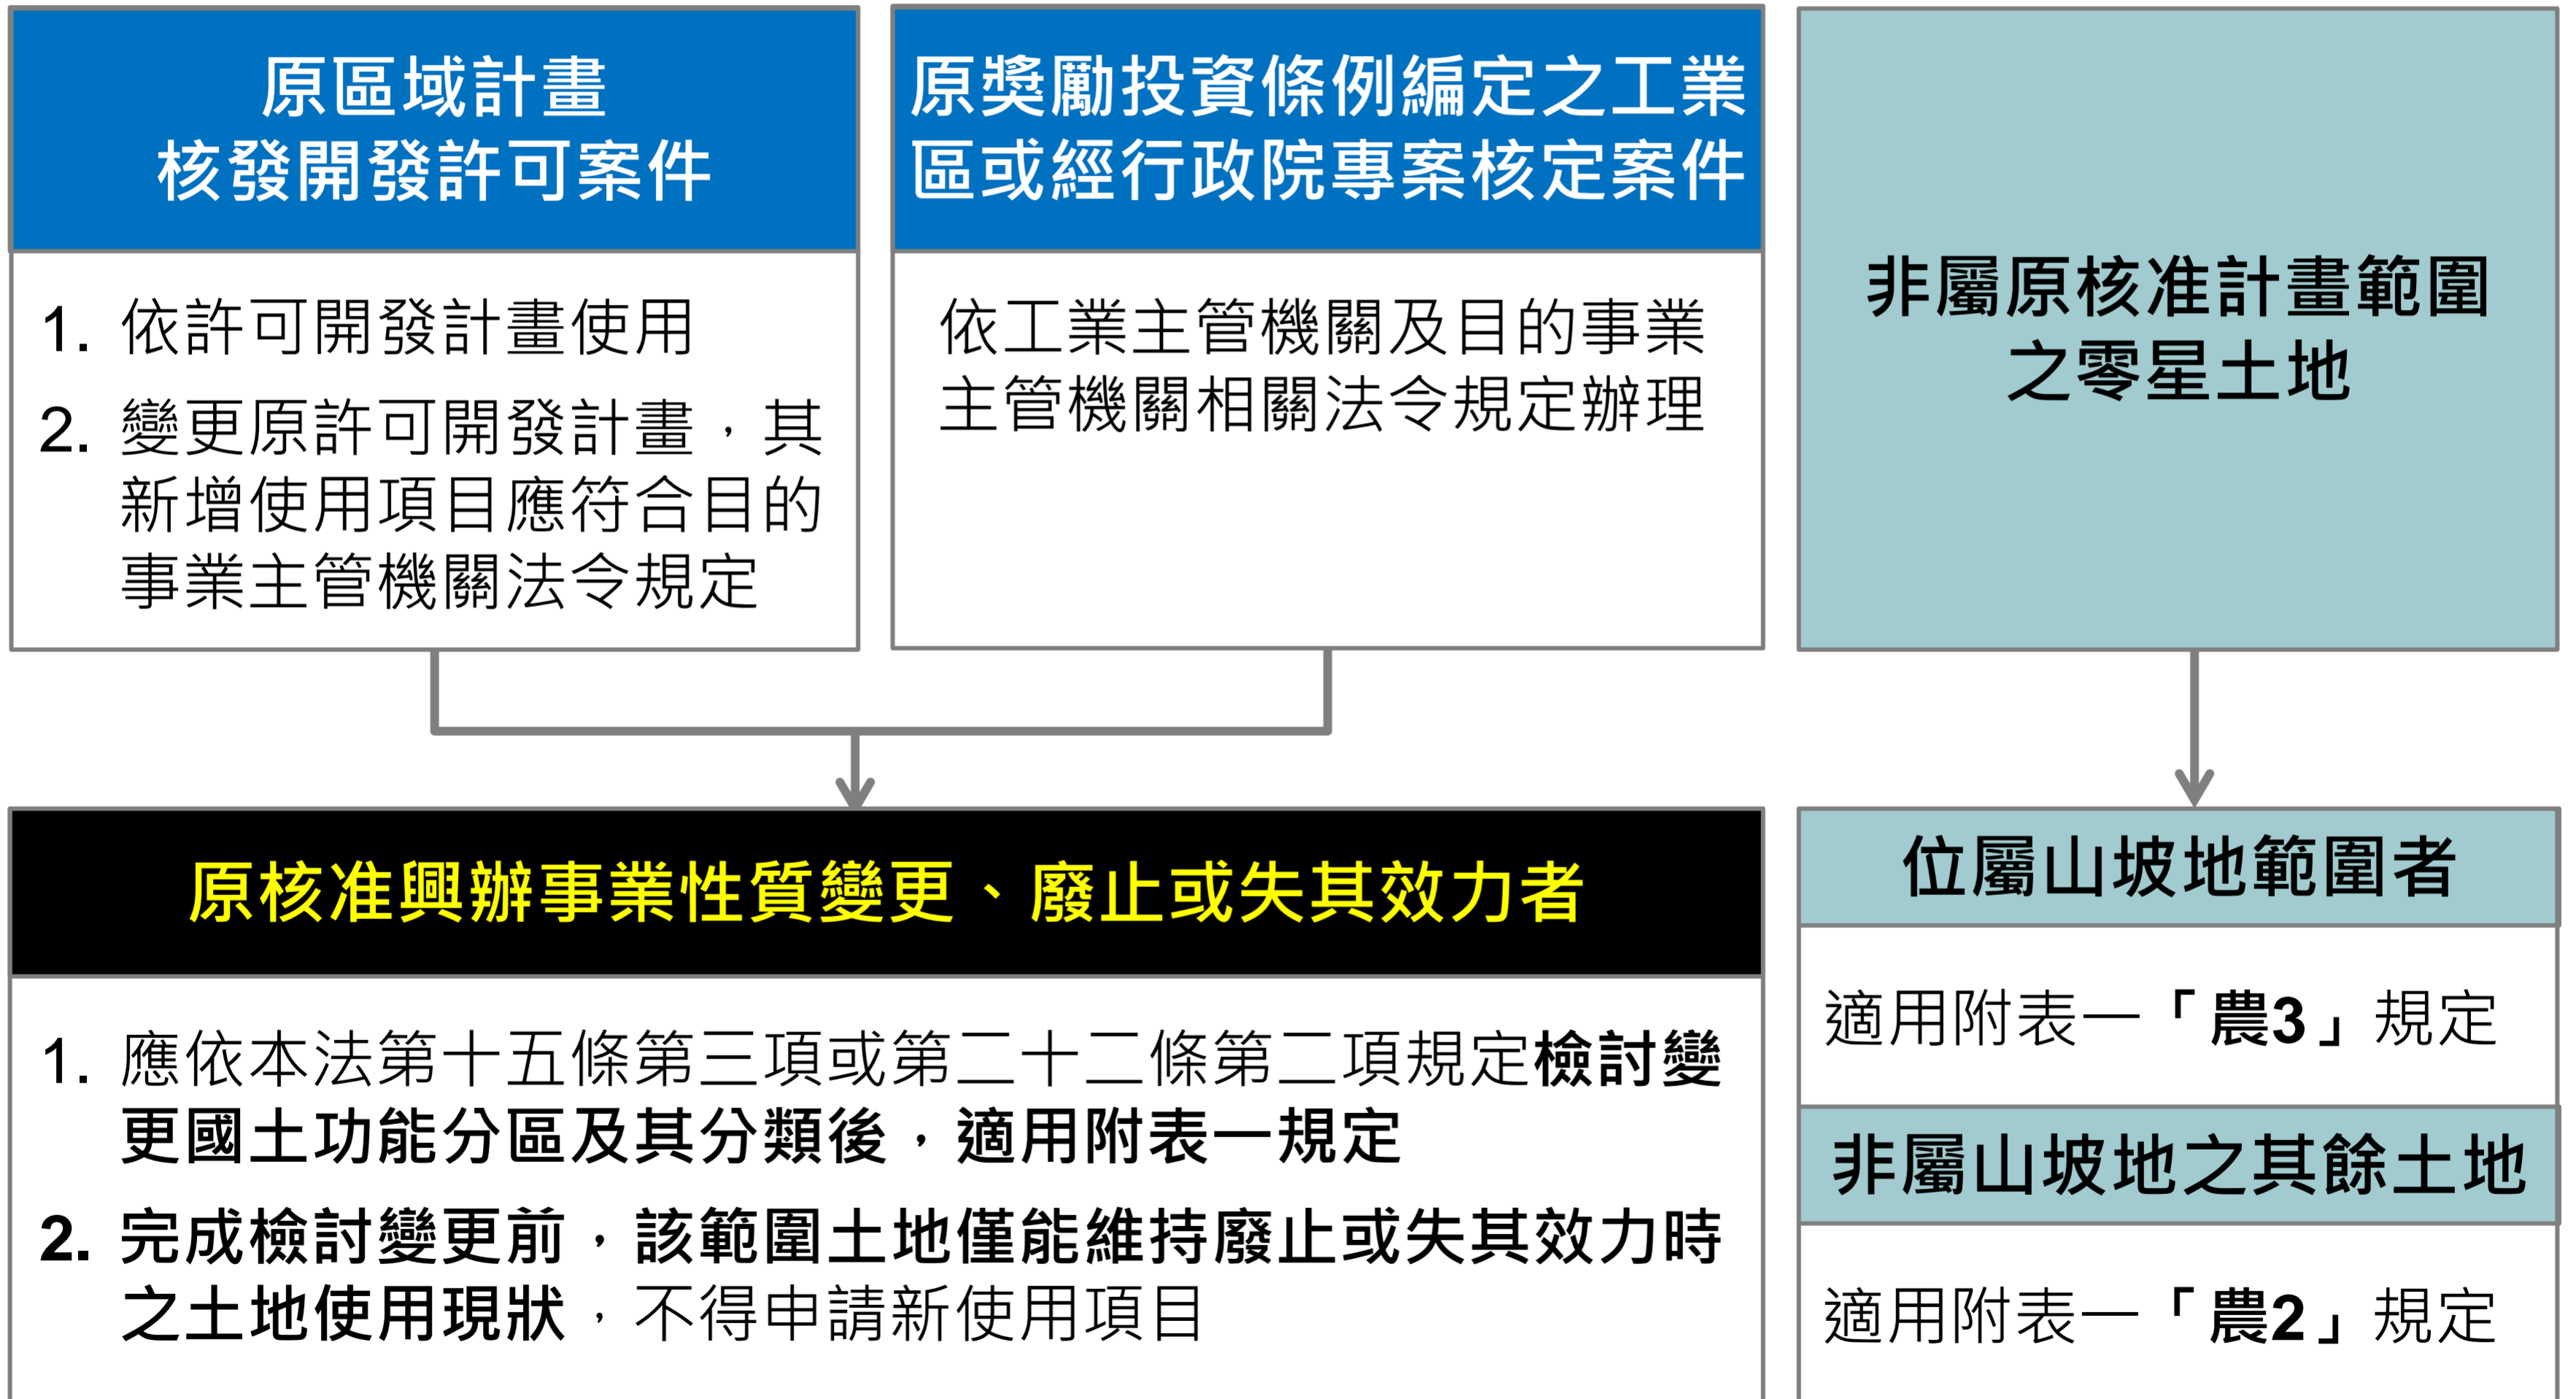 原區域計畫
核發開發許可案件
1. 依許可開發計畫使用
2. 變更原許可開發計畫，其
新增使用項目應符合目的
事業主管機關法令規定
原獎勵投資條例編定之工業
區或經行政院專案核定案件
依工業主管機關及目的事業
主管機關相關法令規定辦理
非屬原核准計畫範圍
之零星土地
原核准興辦事業性質變更、廢止或失其效力者
1. 應依本法第十五條第三項或第二十二條第二項規定檢討變
更國土功能分區及其分類後，適用附表一規定
2. 完成檢討變更前，該範圍土地僅能維持廢止或失其效力時
之土地使用現狀，不得申請新使用項目
位屬山坡地範圍者
適用附表一「農3」規定
非屬山坡地之其餘土地
適用附表一「農2」規定